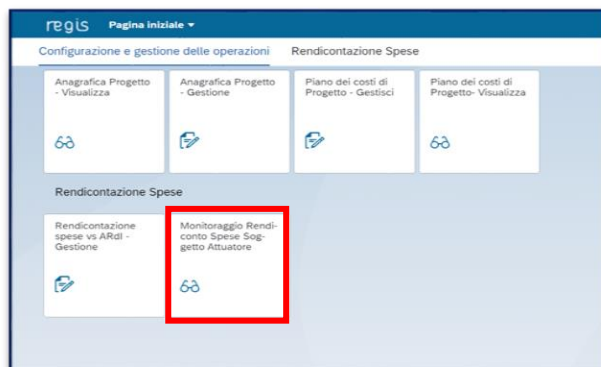 regis Pagina iniziale
Configurazione e gestione delle operazioni Rendicontazione Spese
Anagrafica Progetto
- Visualizza
Anagrafica Progetto
- Gestione
Piano dei costi di
Progetto - Gestisci
Piano dei costi di
Progetto- Visualizza
Rendicontazione Spese
Rendicontazione
spese vs ARdI -
Gestione
Monitoraggio Rendi-
conto Spese Sog-
getto Attuatore